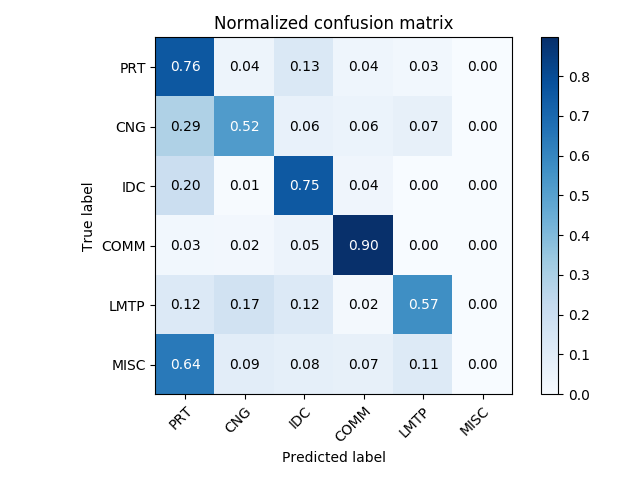 Normalized confusion matrix
PRT 0.76 0.04 0.13 0.04 0.03 0.00
CNG 0.29 0.52 0.06 0.06 0.07 0.00
IDC 0.20 0.01 0.75 0.04 0.00 0.00
COMM 0.03 0.02 0.05 0.90 0.00 0.00
LMTP 0.12 0.17 0.12 0.02 0.57 0.00
MISC 0.64 0.09 0.08 0.07 0.11 0.00
PRT CNG IDC COMM LMTP MISC
True label
Predicted label
0.8
0.7
0.6
0.5
0.4
0.3
0.2
0.1
0.0